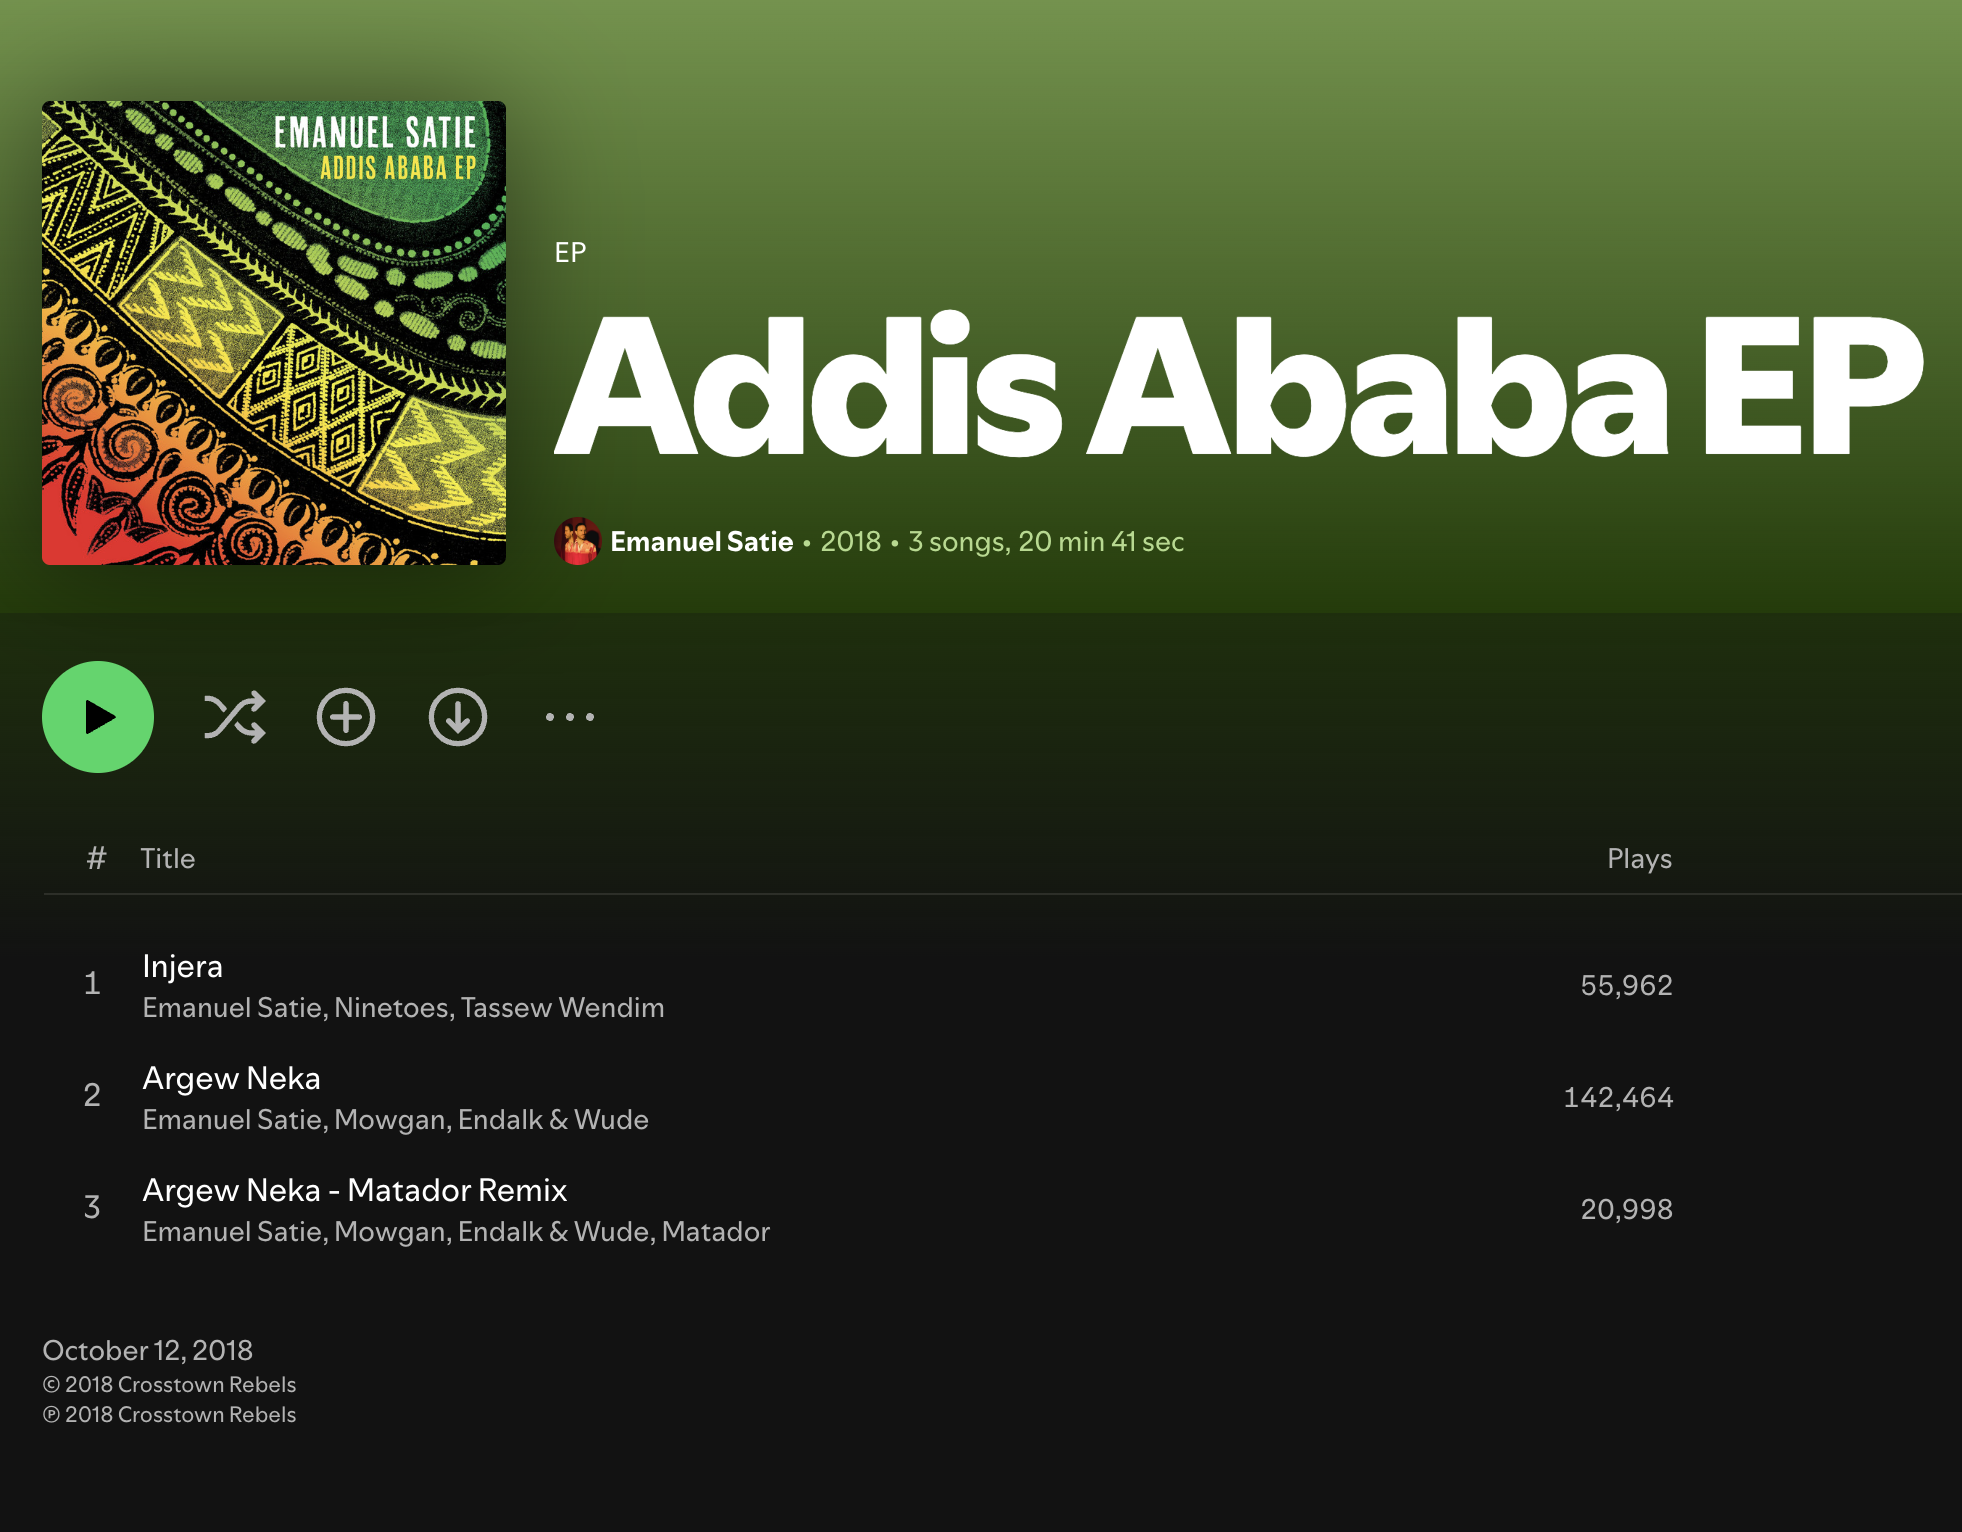 EMANUEL SATIE
ADDIS ABABA EP
EP
Addis Ababa EP
Emanuel Satie • 2018 • 3 songs, 20 min 41 sec
# Title Plays
1 Injera 55,962
Emanuel Satie, Ninetoes, Tassew Wendim
2 Argew Neka 142,464
Emanuel Satie, Mowgan, Endalk & Wude
3 Argew Neka - Matador Remix 20,998
Emanuel Satie, Mowgan, Endalk & Wude, Matador
October 12, 2018
© 2018 Crosstown Rebels
℗ 2018 Crosstown Rebels